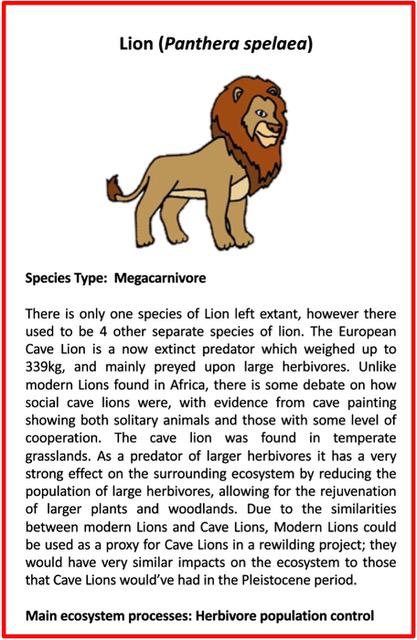 Lion (Panthera spelaea)
Species Type:  Megacarnivore
There is only one species of Lion left extant, however there
used to be 4 other separate species of lion. The European
Cave Lion is a now extinct predator which weighed up to
339kg, and mainly preyed upon large herbivores. Unlike
modern Lions found in Africa, there is some debate on how
social cave lions were, with evidence from cave painting
showing both solitary animals and those with some level of
cooperation. The cave lion was found in temperate
grasslands. As a predator of larger herbivores it has a very
strong effect on the surrounding ecosystem by reducing the
population of large herbivores, allowing for the rejuvenation
of larger plants and woodlands. Due to the similarities
between modern Lions and Cave Lions, Modern Lions could
be used as a proxy for Cave Lions in a rewilding project; they
would have very similar impacts on the ecosystem to those
that Cave Lions would’ve had in the Pleistocene period.
Main ecosystem processes: Herbivore population control